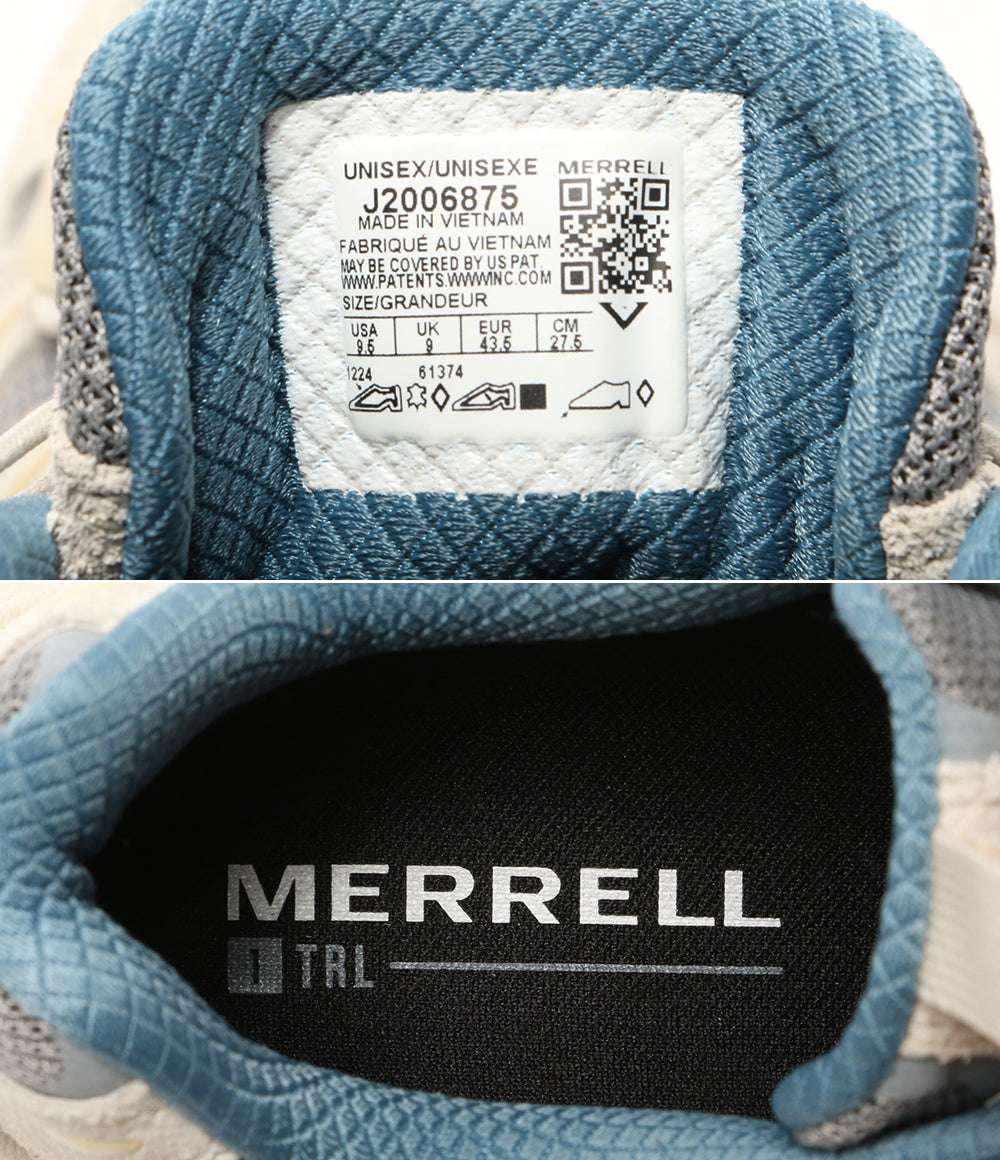 UNISEX/UNISEXE
MERRELL
J2006875
MADE IN VIETNAM
FABRIQUÉ AU VIETNAM
MAY BE COVERED BY US PAT.
WWW.PATENTS.WWWINC.COM
SIZE/GRANDEUR
USA UK EUR CM
9.5 9 43.5 27.5
1224 61374
MERRELL
1 TRL